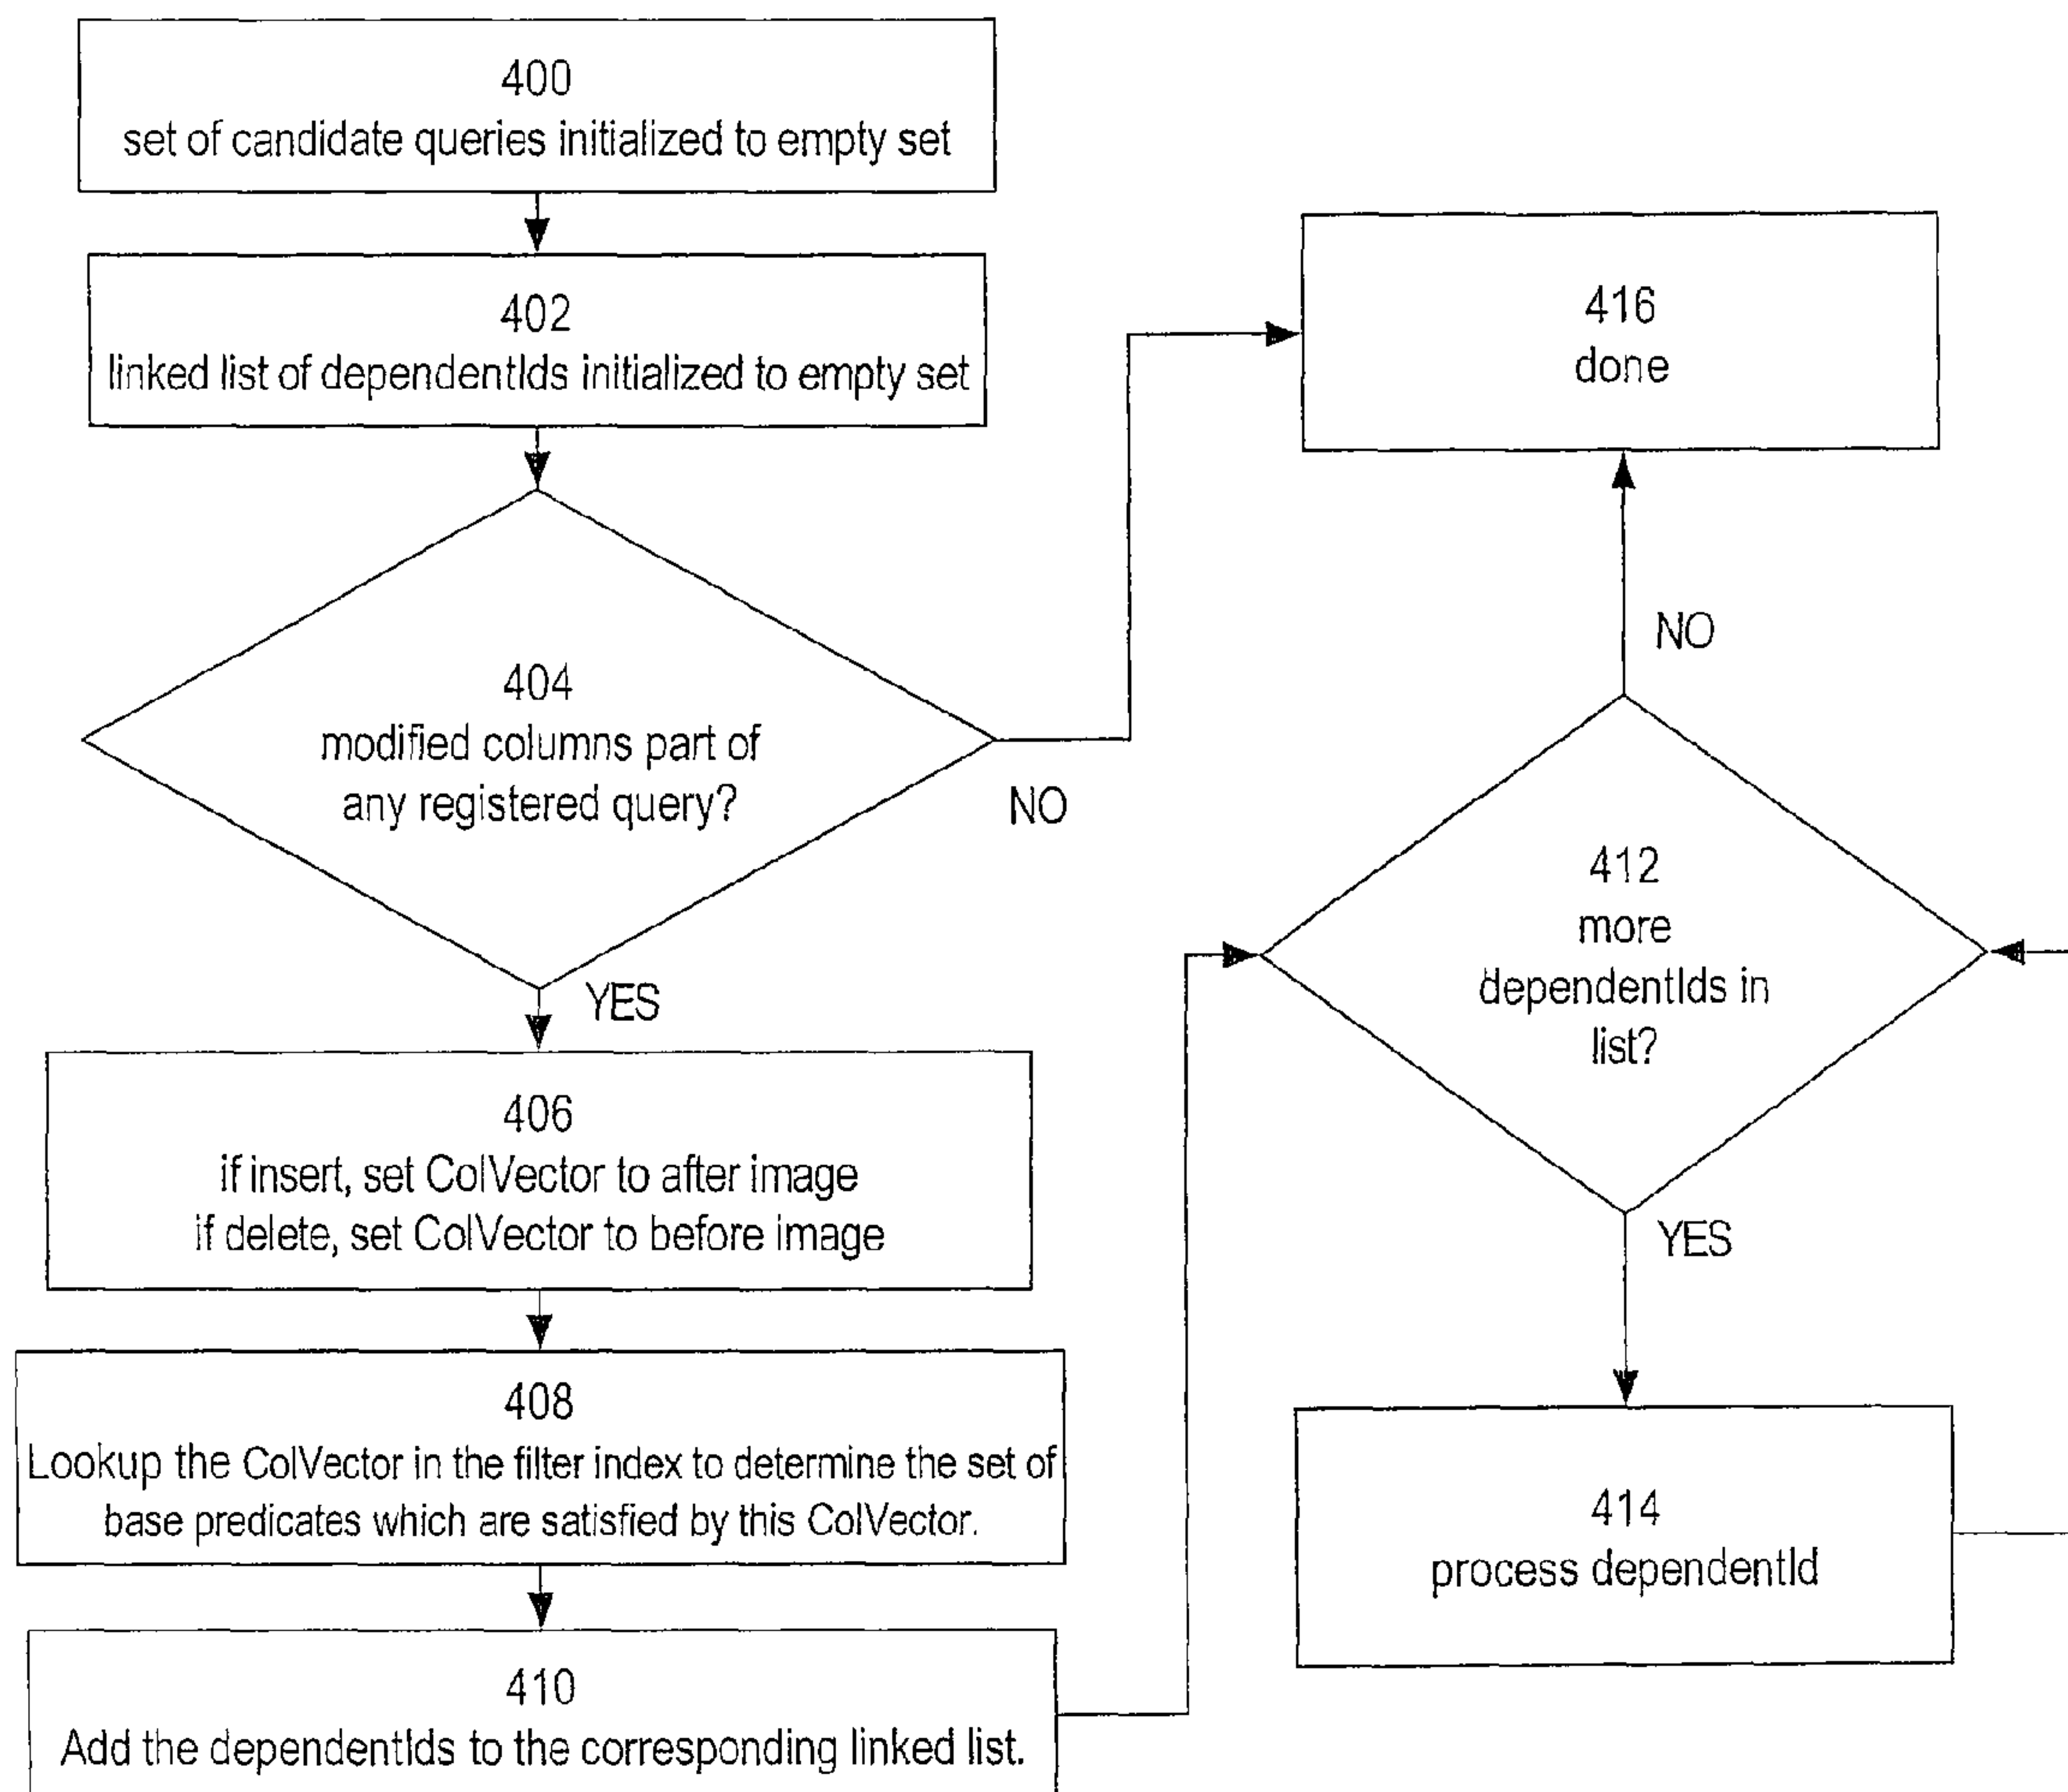 400
set of candidate queries initialized to empty set
402
linked list of dependentIds initialized to empty set
404
modified columns part of
any registered query?
NO
YES
406
if insert, set ColVector to after image
if delete, set ColVector to before image
408
Lookup the ColVector in the filter index to determine the set of
base predicates which are satisfied by this ColVector.
410
Add the dependentIds to the corresponding linked list.
416
done
NO
412
more
dependentIds in
list?
YES
414
process dependentId